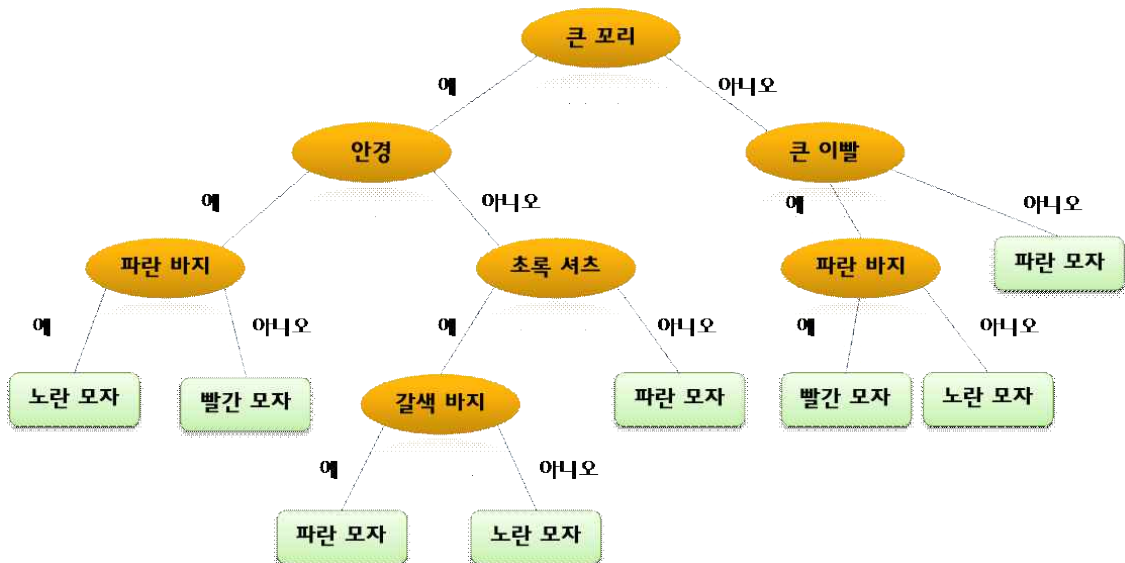 큰 꼬리
예
아니오
안경
큰 이빨
예
아니오
예
아니오
파란 바지
초록 셔츠
파란 바지
파란 모자
예
아니오
예
아니오
예
아니오
노란 모자
빨간 모자
갈색 바지
파란 모자
빨간 모자
노란 모자
예
아니오
파란 모자
노란 모자